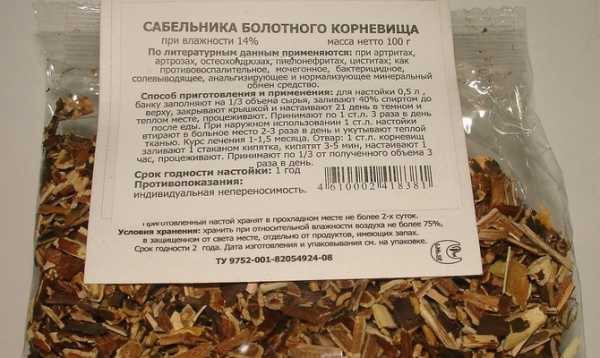 САБЕЛЬНИКА БОЛОТНОГО КОРНЕВИЩА
при влажности 14% масса нетто 100 г
По литературным данным применяются: при артритах,
артрозах, остеохондрозах, пиелонефритах, циститах; как
противовоспалительное, мочегонное, бактерицидное,
солевыводящее, анальгизирующее и нормализующее минеральный
обмен средство.
Способ приготовления и применения: для настойки 0,5 л
банку заполняют на 1/3 объема сырья, заливают 40% спиртом до
верху, закрывают крышкой и настаивают 21 день в темном и
теплом месте, процеживают. Принимают по 1 ст.л. 3 раза в день
после еды. При наружном использовании 1 ст.л. настойки
втирают в больное место 2-3 раза в день и укутывают теплой
тканью. Курс лечения 1-1,5 месяца. Отвар: 1 ст.л. корневищ
заливают 1 стаканом кипятка, кипятят 3-5 мин, настаивают 1
час, процеживают. Принимают по 1/3 от полученного объема 3
раза в день.
Срок годности настойки: 1 год
Противопоказания:
индивидуальная непереносимость.
4610002418381
Приготовленный настой хранят в прохладном месте не более 2-х суток.
Условия хранения: хранить при относительной влажности воздуха не более 75%,
в защищенном от света месте, отдельно от продуктов, имеющих запах.
Срок годности 2 года. Дата изготовления и упаковывания см. на упаковке.
ТУ 9752-001-82054924-08